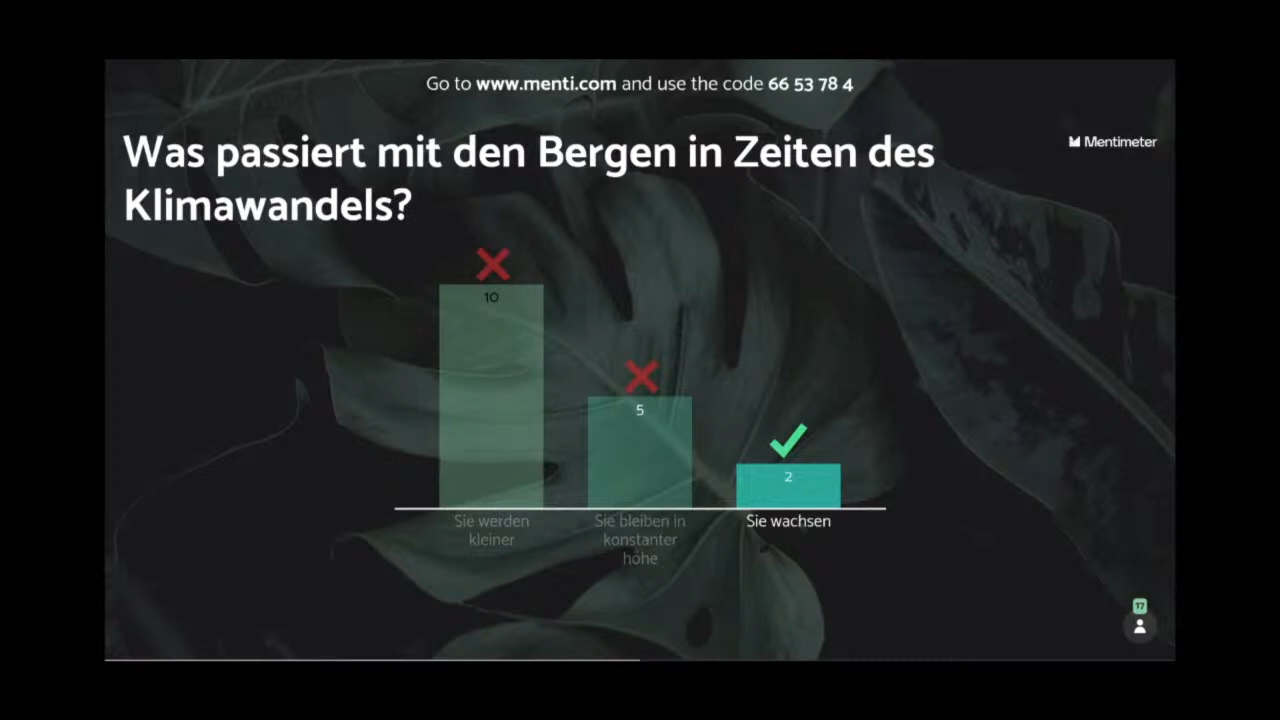 Go to www.menti.com and use the code 66 53 78 4
Was passiert mit den Bergen in Zeiten des
Klimawandels?
Mentimeter
10
5
2
Sie werden
kleiner
Sie bleiben in
konstanter
höhe
Sie wachsen
17